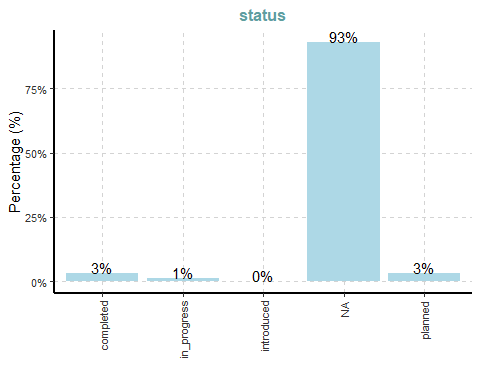 status
Percentage (%)
75%
50%
25%
0%
3%
1%
0%
93%
3%
completed
in_progress
introduced
NA
planned